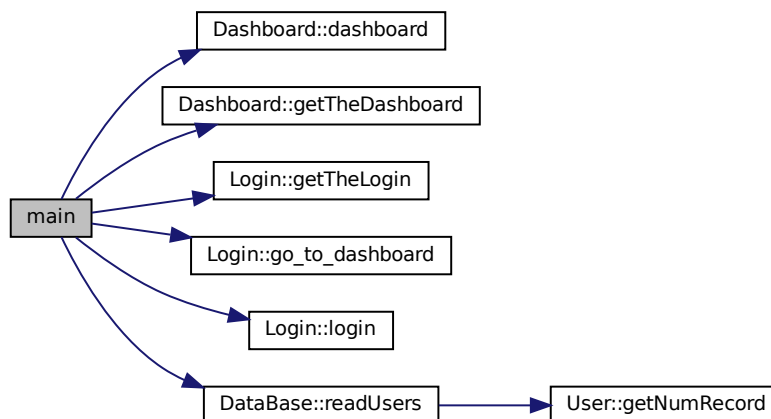 Dashboard::dashboard
Dashboard::getTheDashboard
Login::getTheLogin
main
Login::go_to_dashboard
Login::login
DataBase::readUsers
User::getNumRecord